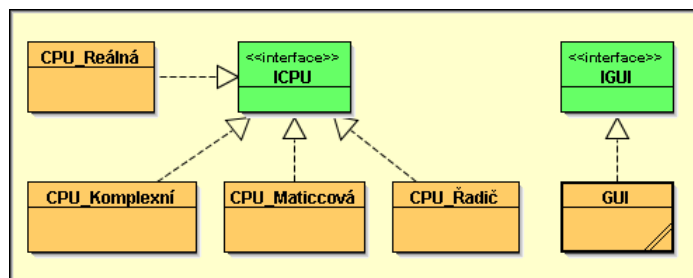 CPU_Reálná
<<interface>>
ICPU
<<interface>>
IGUI
CPU_Komplexní
CPU_Maticcová
CPU_Řadič
GUI